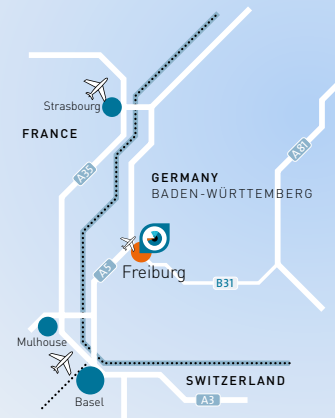 Strasbourg
FRANCE
A35
GERMANY
BADEN-WÜRTTEMBERG
A81
A5
Freiburg
B31
Mulhouse
Basel
SWITZERLAND
A3